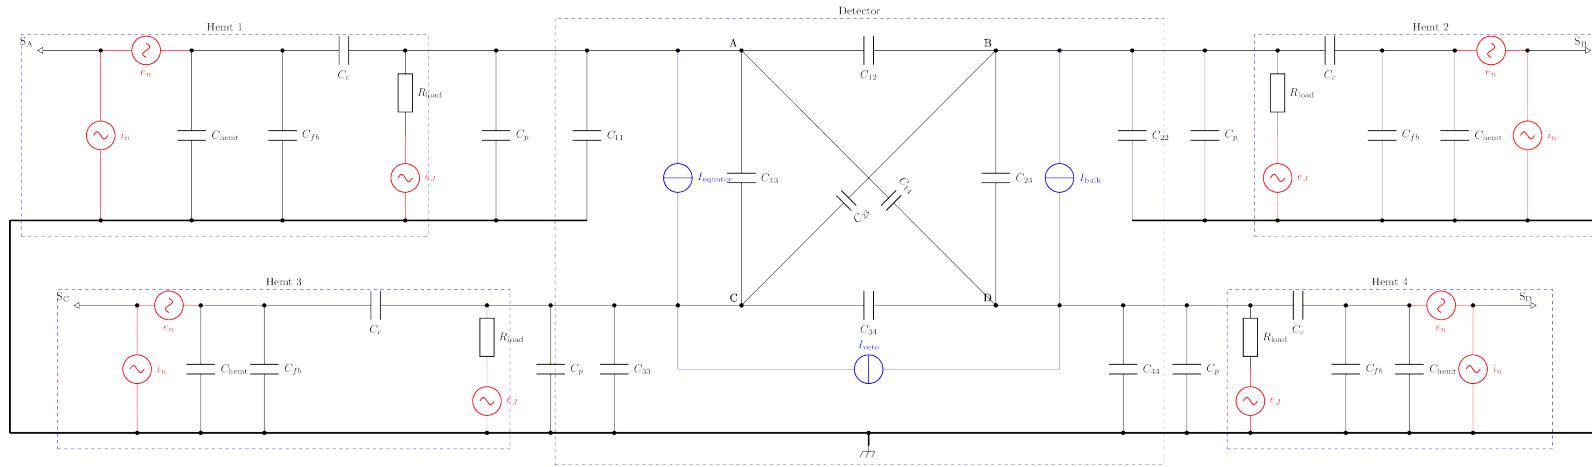 Detector
Hemt 1
Hemt 2
S_A
A
B
S_B
e_n
C_c
C_12
C_c
e_n
R_load
R_load
i_n
C_hemt
C_fb
C_p
C_11
C_22
C_p
C_fb
C_hemt
i_n
e_J
I_equator
C_13
C_14
C_24
I_bulk
e_J
C_23
Hemt 3
Hemt 4
S_C
C
D
S_D
e_n
C_c
C_34
C_c
e_n
R_load
R_load
I_veto
i_n
C_hemt
C_fb
C_p
C_33
C_44
C_p
C_fb
C_hemt
i_n
e_J
e_J